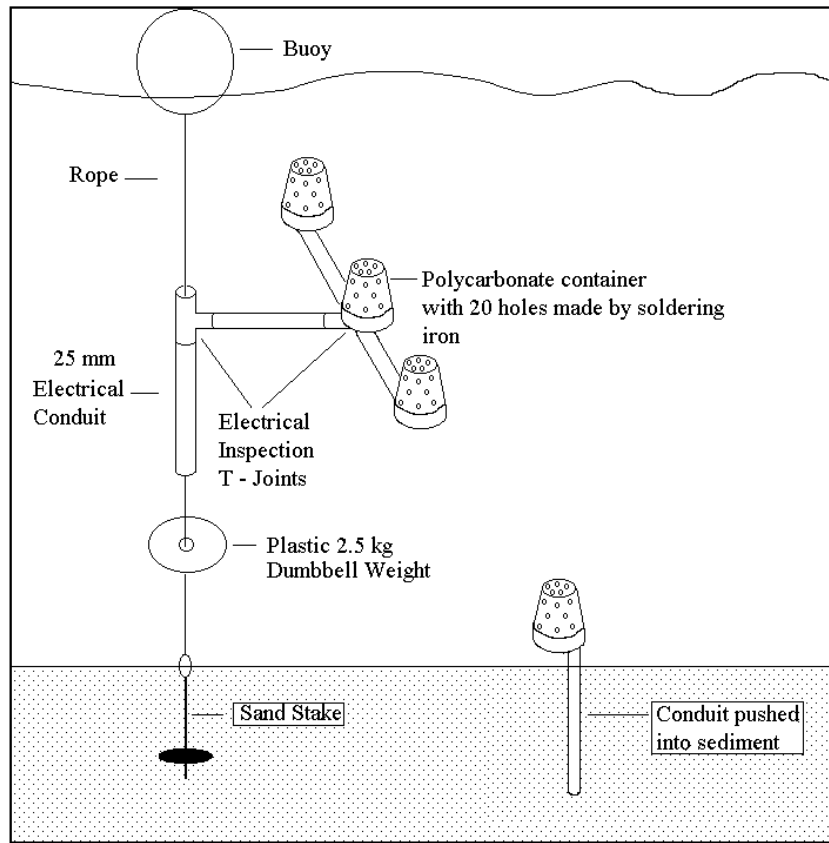 Buoy
Rope
Polycarbonate container
with 20 holes made by soldering
iron
25 mm
Electrical
Conduit
Electrical
Inspection
T - Joints
Plastic 2.5 kg
Dumbbell Weight
Sand Stake
Conduit pushed
into sediment